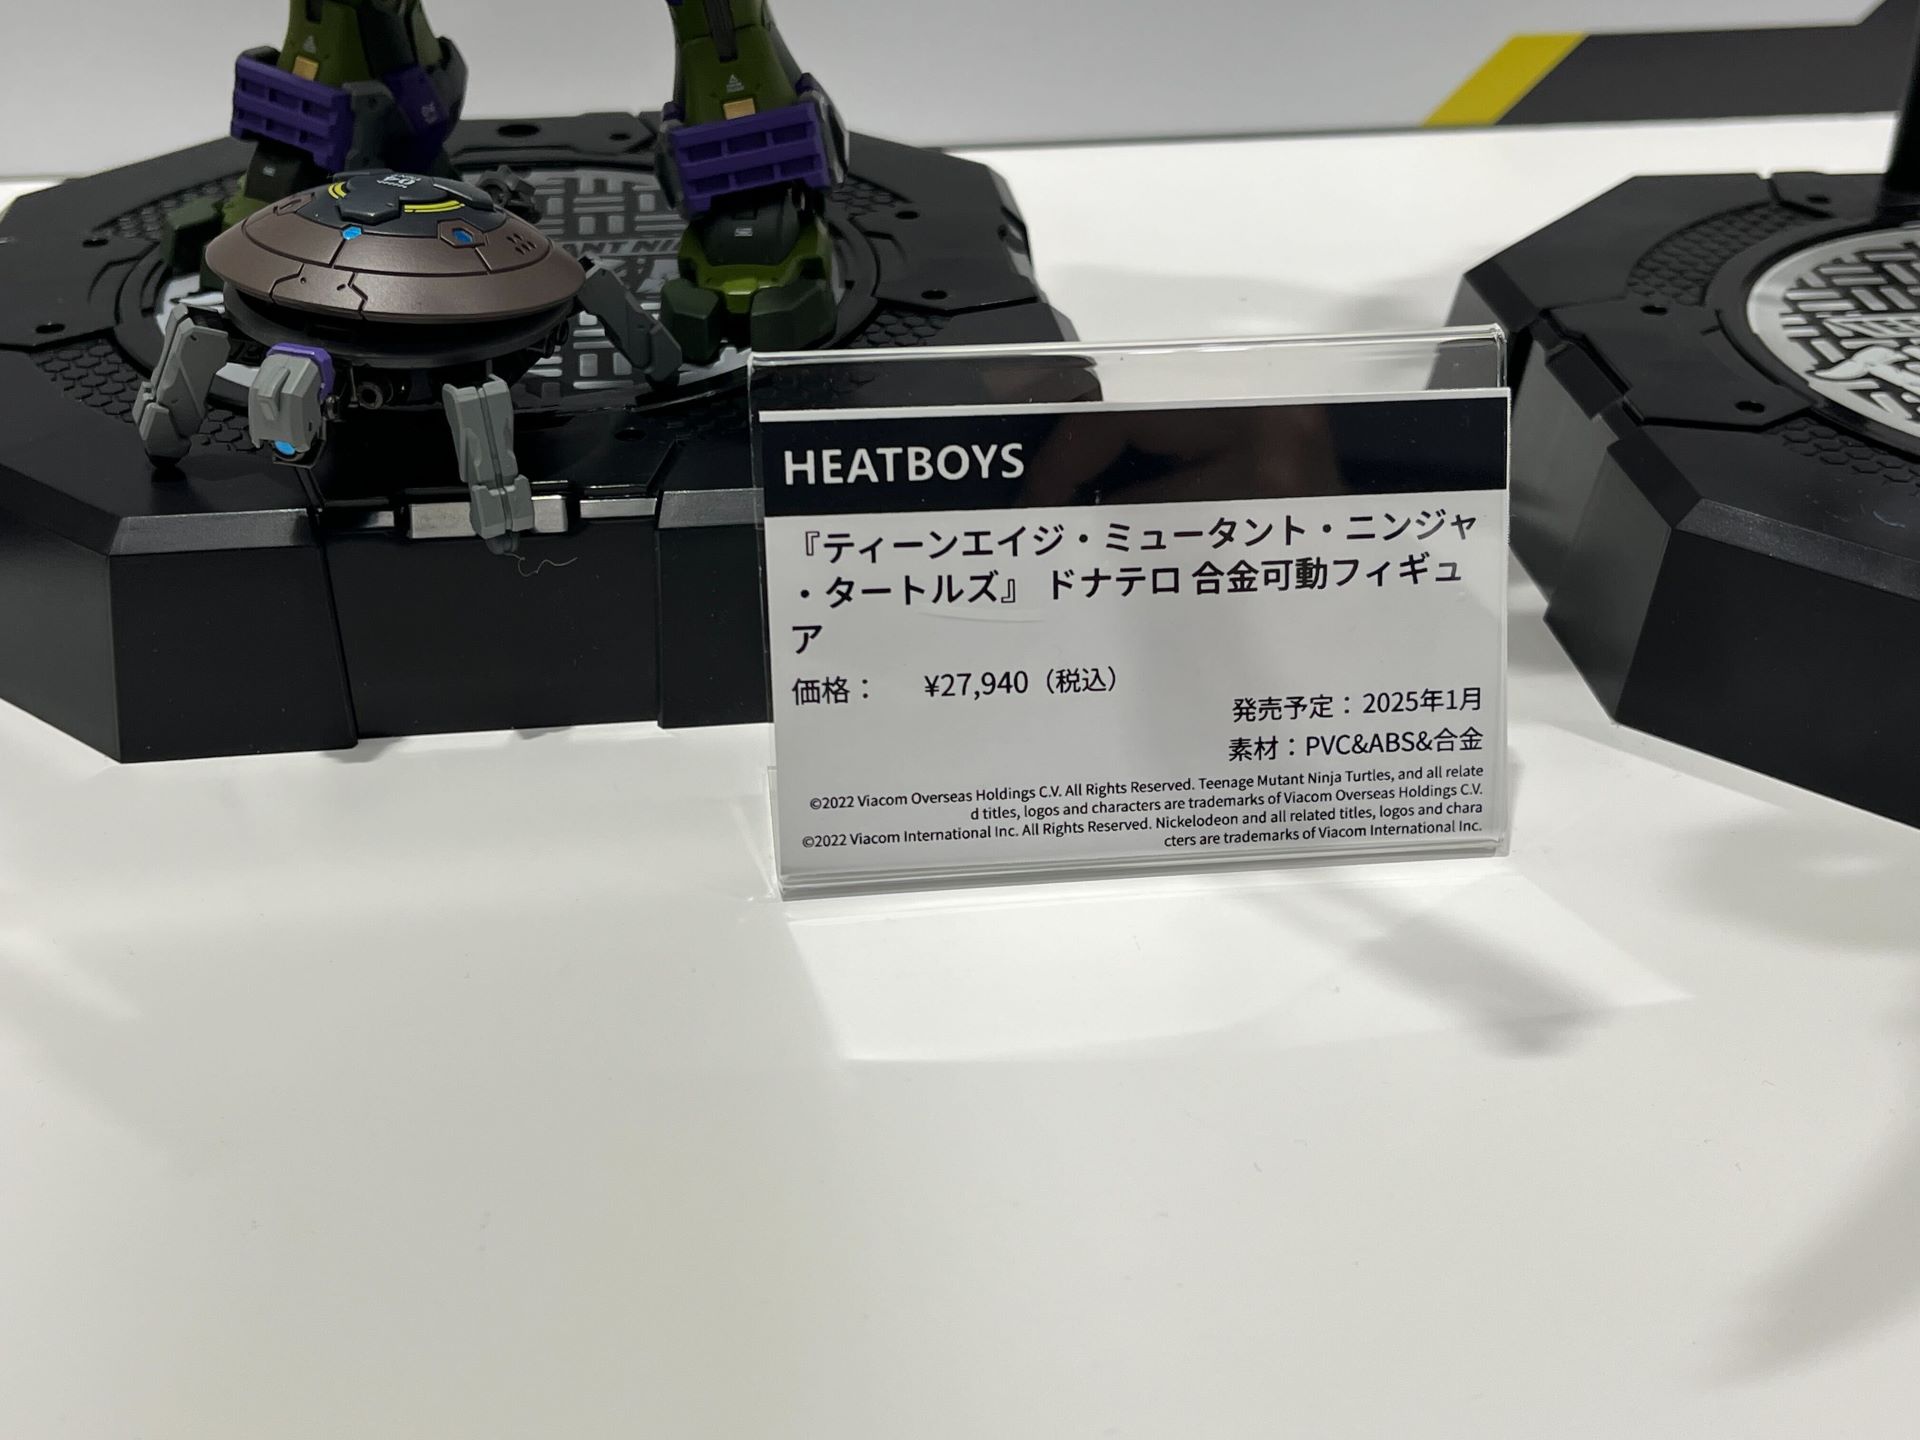 04
ANT NI
HEATBOYS
『ティーンエイジ・ミュータント・ニンジャ
・タートルズ』 ドナテロ 合金可動フィギュ
ア
価格： ¥27,940（税込）
発売予定：2025年1月
素材：PVC&ABS&合金
©2022 Viacom Overseas Holdings C.V. All Rights Reserved. Teenage Mutant Ninja Turtles, and all relate
d titles, logos and characters are trademarks of Viacom Overseas Holdings C.V.
©2022 Viacom International Inc. All Rights Reserved. Nickelodeon and all related titles, logos and chara
cters are trademarks of Viacom International Inc.